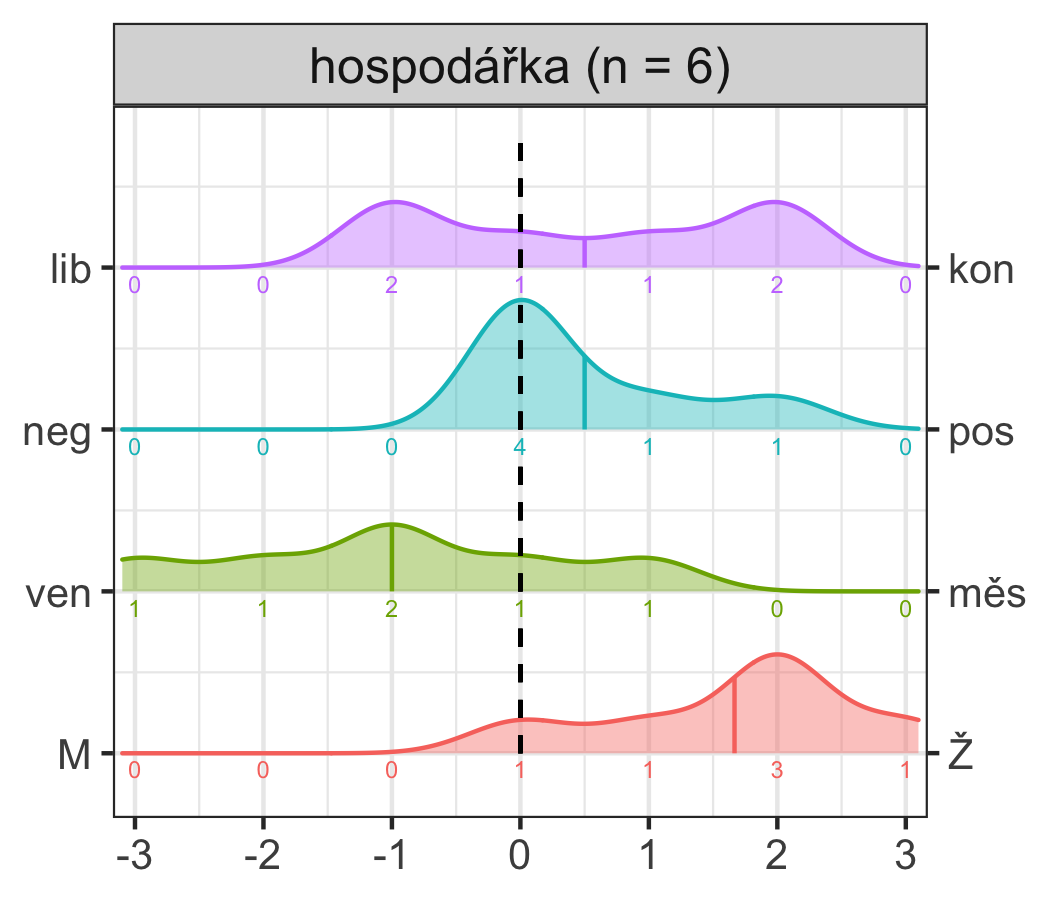 hospodářka (n = 6)
lib kon
0 0 2 1 1 2 0
neg pos
0 0 0 4 1 1 0
ven měs
1 1 2 1 1 0 0
M Ž
0 0 0 1 1 3 1
-3 -2 -1 0 1 2 3